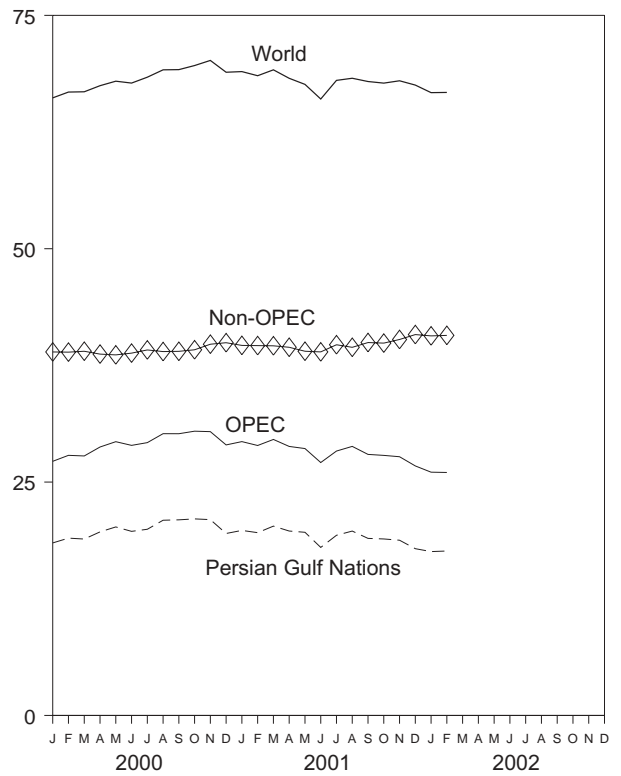 75
World
50
Non-OPEC
OPEC
25
Persian Gulf Nations
0
J F M A M J J A S O N D J F M A M J J A S O N D J F M A M J J A S O N D
2000 2001 2002